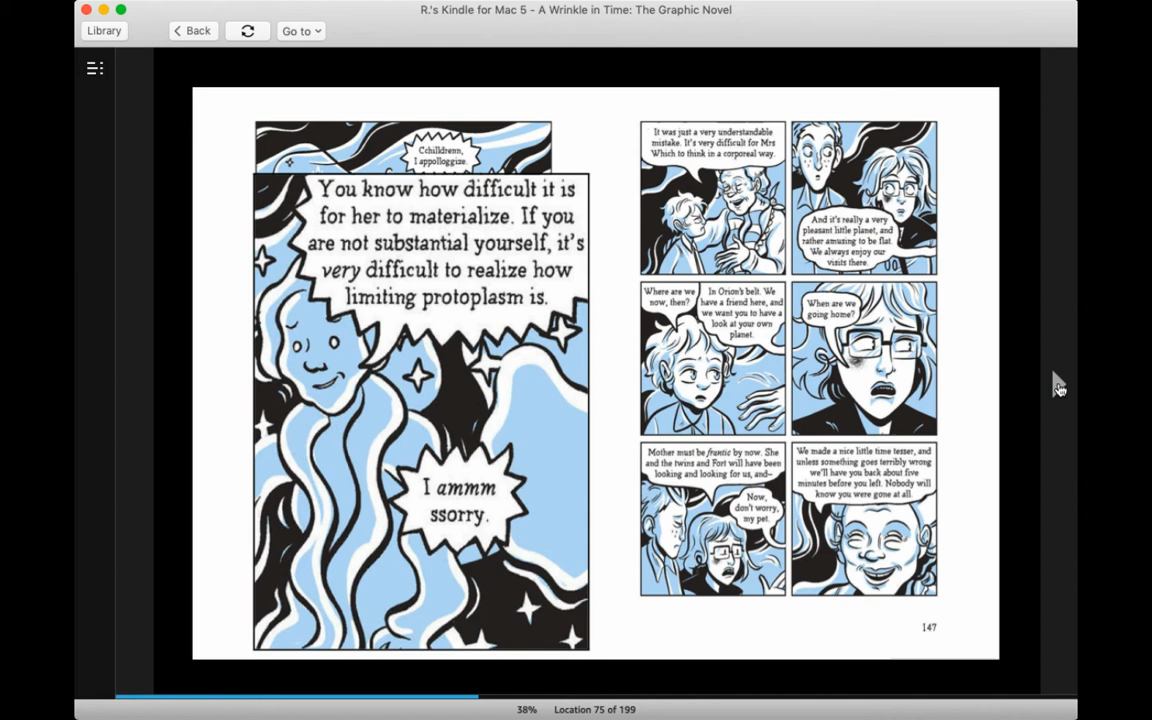 R.'s Kindle for Mac 5 - A Wrinkle in Time: The Graphic Novel
Library
Back
Go to
Cchilldrenn,
I appolloggize.
You know how difficult it is
for her to materialize. If you
are not substantial yourself, it's
very difficult to realize how
limiting protoplasm is.
I ammm
ssorry.
It was just a very understandable
mistake. It's very difficult for Mrs
Which to think in a corporeal way.
And it's really a very
pleasant little planet, and
rather amusing to be flat.
We always enjoy our
visits there.
Where are we
now, then?
In Orion's belt. We
have a friend here, and
we want you to have a
look at your own
planet.
When are we
going home?
Mother must be frantic by now. She
and the twins and Fort will have been
looking and looking for us, and–
Now,
don't worry,
my pet.
We made a nice little time tesser, and
unless something goes terribly wrong
we'll have you back about five
minutes before you left. Nobody will
know you were gone at all.
147
38%
Location 75 of 199